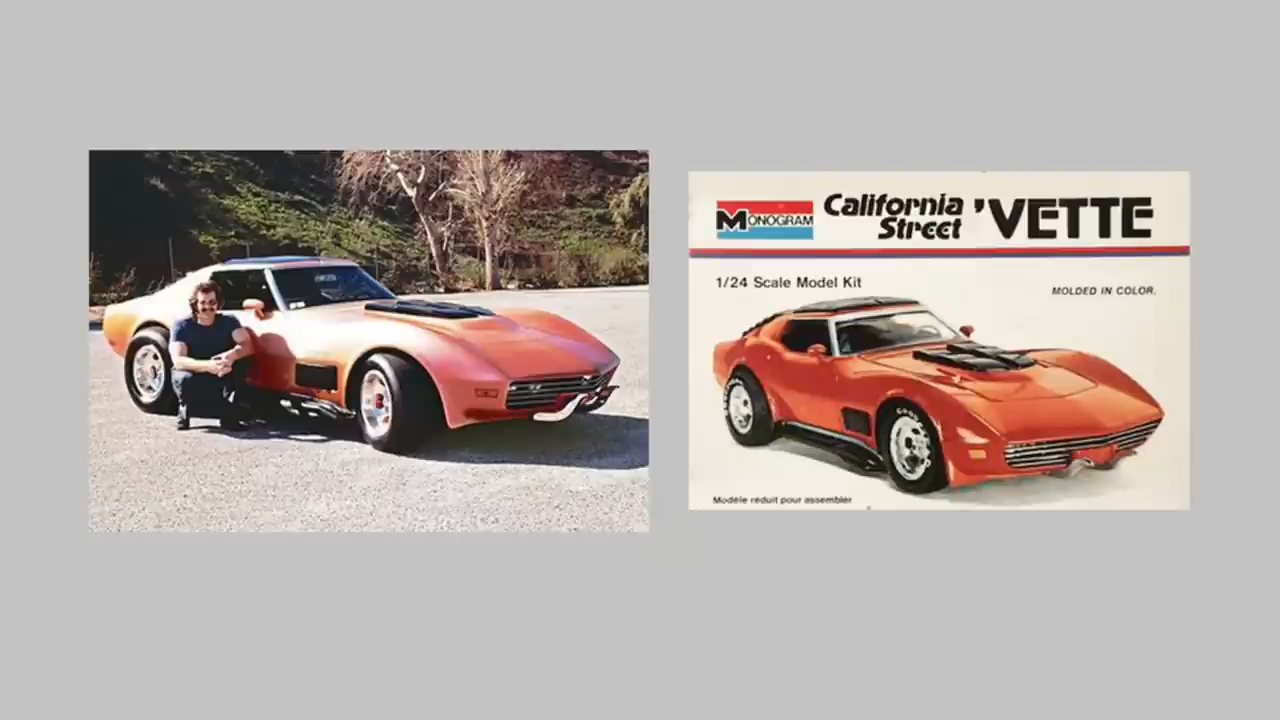 MONOGRAM
California
Street 'VETTE
1/24 Scale Model Kit
MOLDED IN COLOR.
Modèle réduit pour assembler